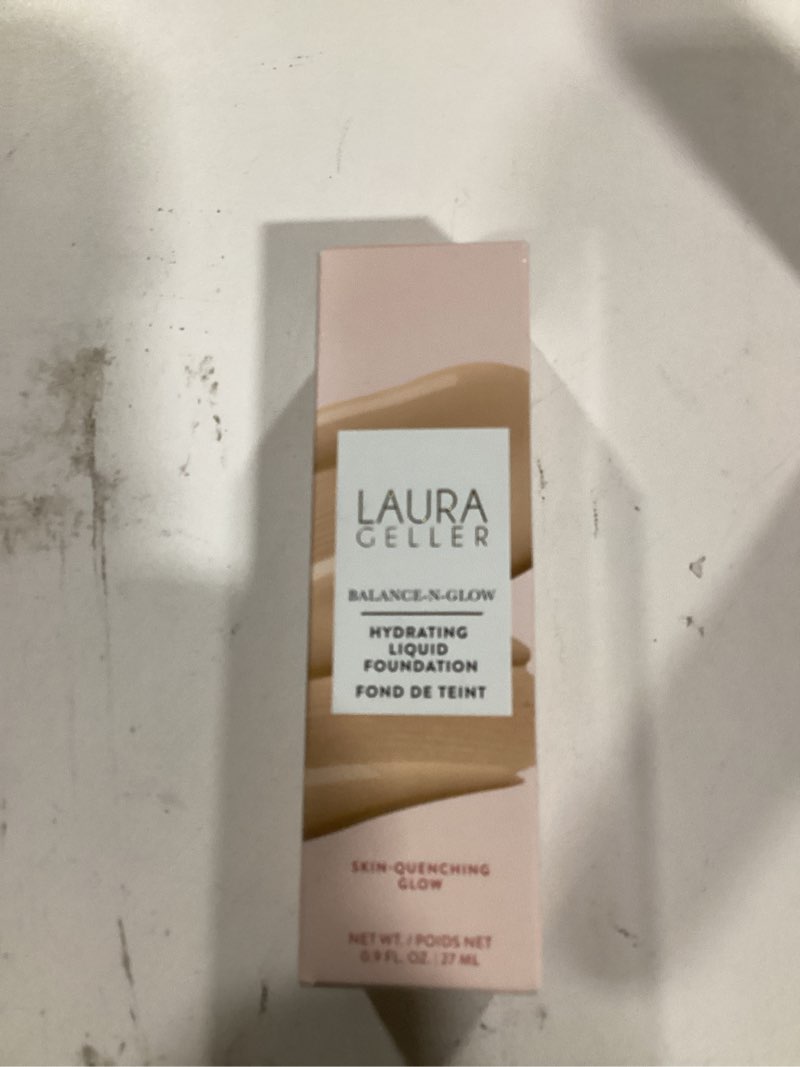 LAURA
GELLER
BALANCE-N-GLOW
HYDRATING
LIQUID
FOUNDATION
FOND DE TEINT
SKIN-QUENCHING
GLOW
NET WT. / POIDS NET
0.9 FL. OZ. | 27 ML